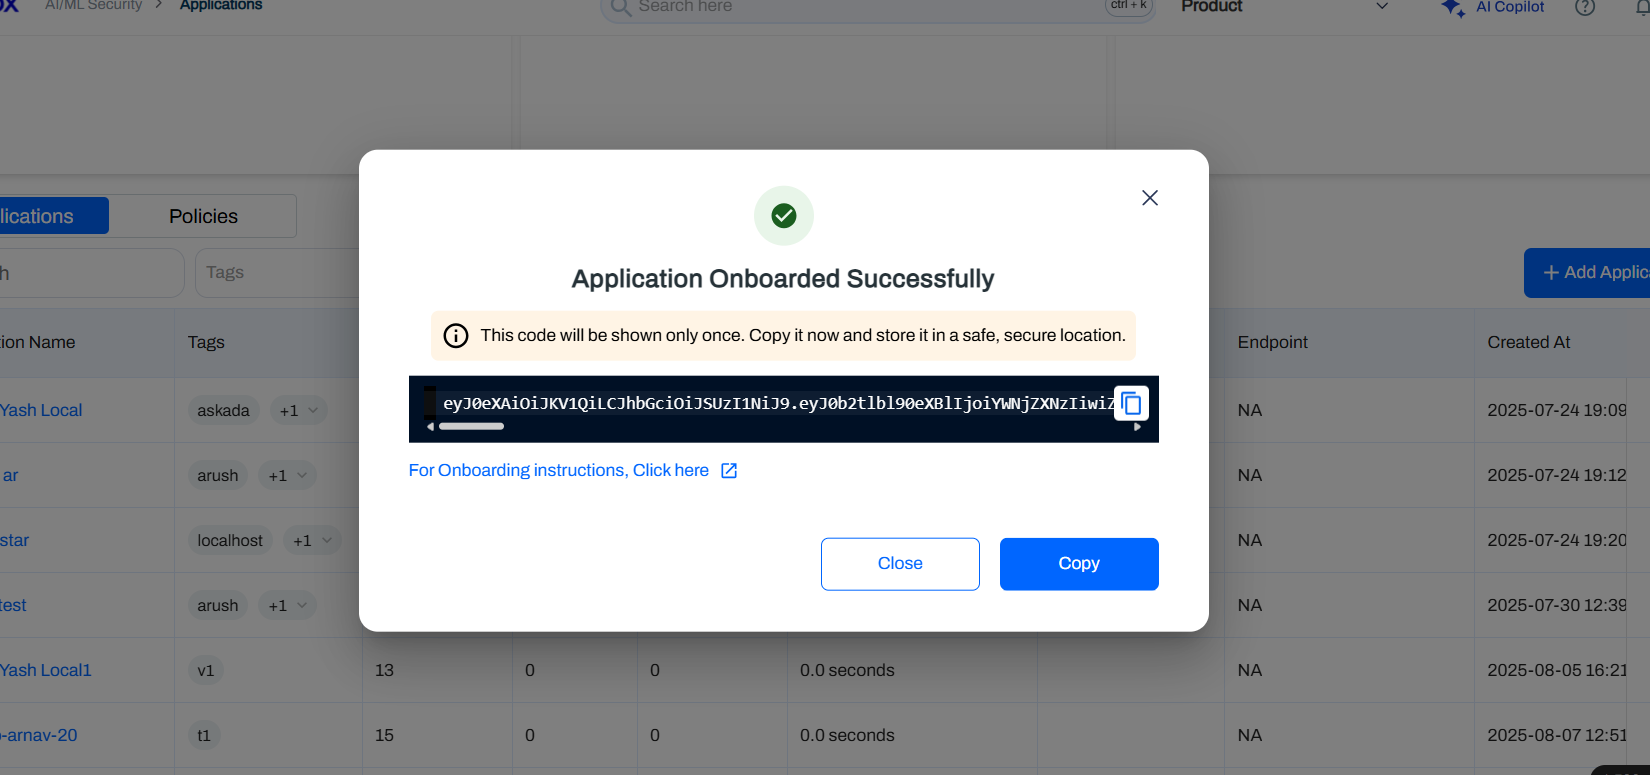 AI/ML Security > Applications
Search here
ctrl + k
Product
AI Copilot
lications
Policies
h
Tags
+ Add Applic
tion Name
Tags
Endpoint
Created At
Yash Local
askada
+1
NA
2025-07-24 19:09
ar
arush
+1
NA
2025-07-24 19:12
star
localhost
+1
NA
2025-07-24 19:20
test
arush
+1
NA
2025-07-30 12:39
Yash Local1
v1
13
0
0
0.0 seconds
NA
2025-08-05 16:21
-arnav-20
t1
15
0
0
0.0 seconds
NA
2025-08-07 12:51
Application Onboarded Successfully
This code will be shown only once. Copy it now and store it in a safe, secure location.
eyJ0eXAiOiJKV1QiLCJhbGciOiJSUzI1NiJ9.eyJ0b2tlbl90eXBlIjoiYWNjZXNzIiwiZ
For Onboarding instructions, Click here
Close
Copy